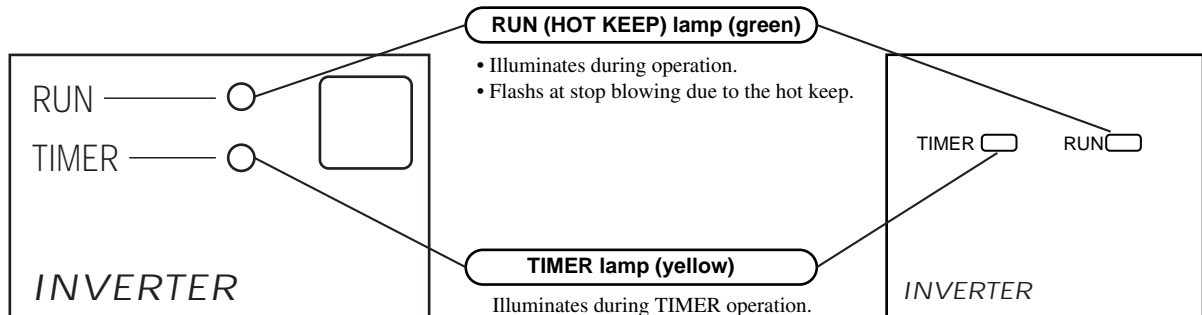 RUN (HOT KEEP) lamp (green)
• Illuminates during operation.
• Flashes at stop blowing due to the hot keep.
RUN
TIMER
INVERTER
TIMER
RUN
INVERTER
TIMER lamp (yellow)
Illuminates during TIMER operation.